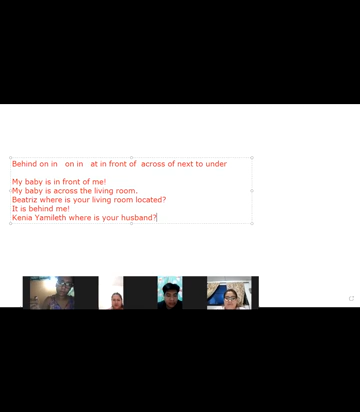 Behind on in on in at in front of across of next to under
My baby is in front of me!
My baby is across the living room.
Beatriz where is your living room located?
It is behind me!
Kenia Yamileth where is your husband?